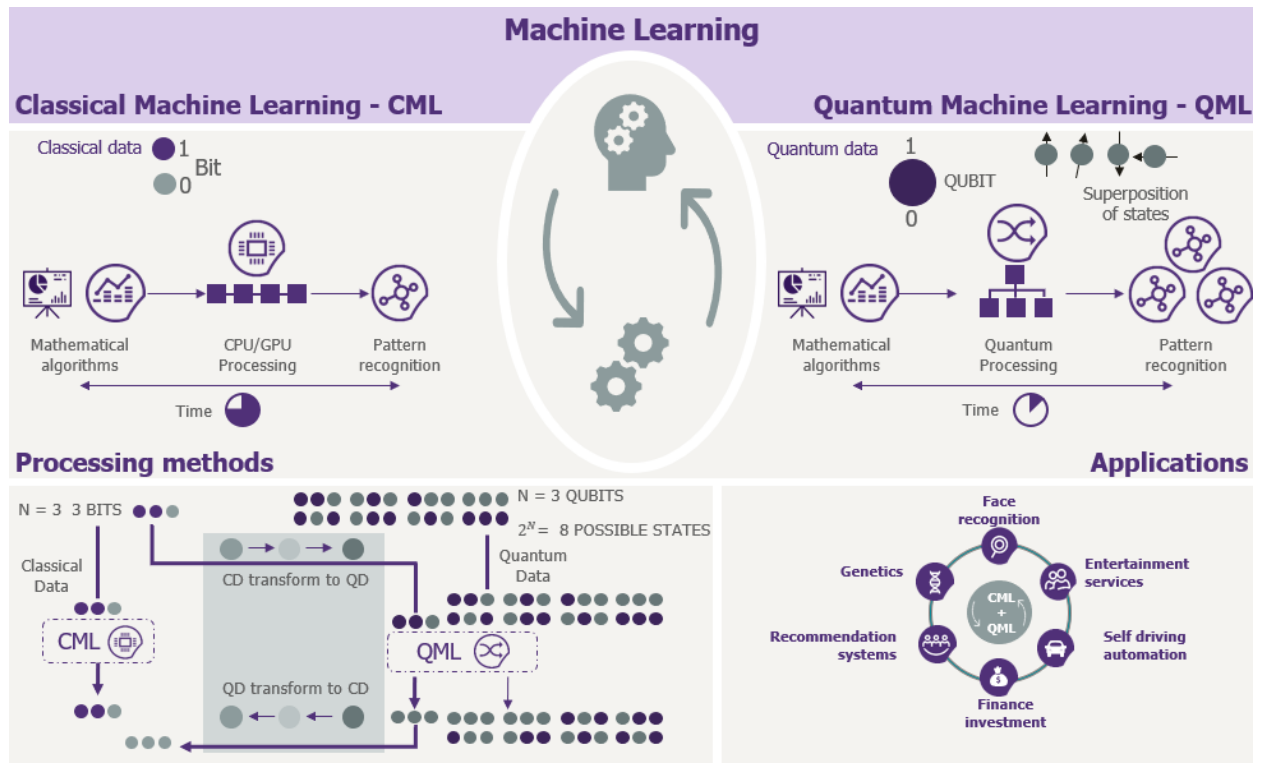 Machine Learning
Classical Machine Learning - CML
Quantum Machine Learning - QML
Classical data
1
Bit
0
Mathematical
algorithms
CPU/GPU
Processing
Pattern
recognition
Time
Quantum data
1
QUBIT
0
Superposition
of states
Mathematical
algorithms
Quantum
Processing
Pattern
recognition
Time
Processing methods
N = 3 3 BITS
Classical
Data
CML
CD transform to QD
QD transform to CD
N = 3 QUBITS
2^N = 8 POSSIBLE STATES
Quantum
Data
QML
Applications
Face
recognition
Entertainment
services
Self driving
automation
Finance
investment
Recommendation
systems
Genetics
CML
+
QML
$